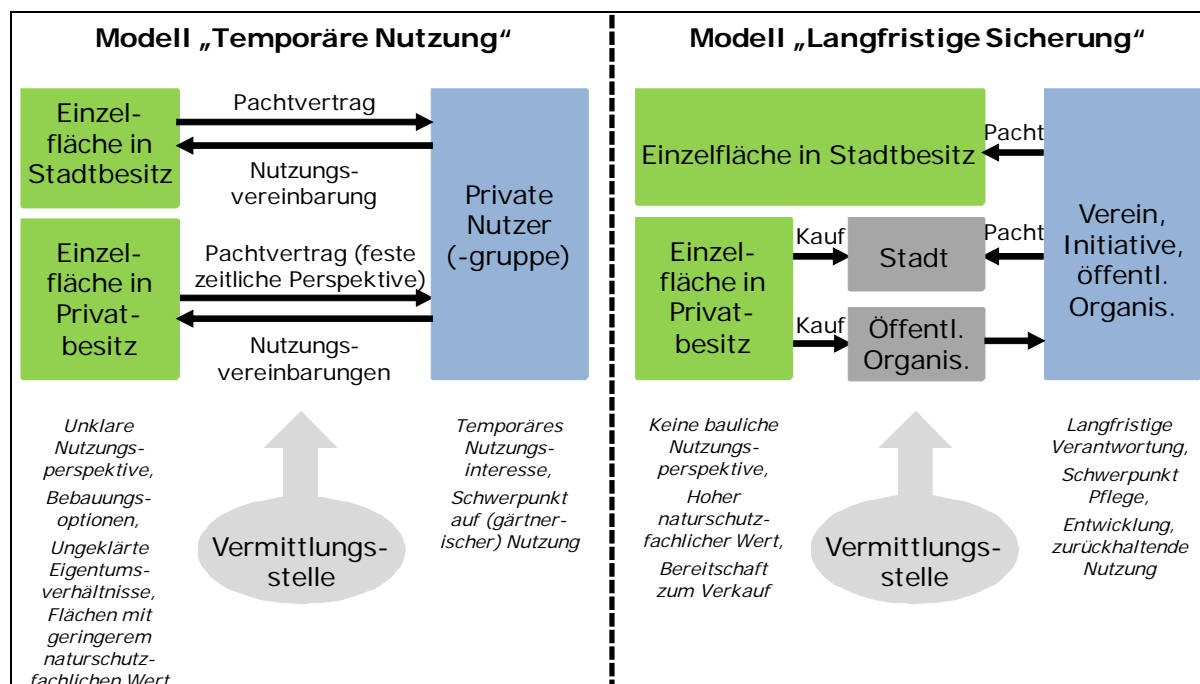 Modell „Temporäre Nutzung“
Einzel-
fläche in
Stadtbesitz
Pachtvertrag
Nutzungs-
vereinbarung
Einzel-
fläche in
Privat-
besitz
Pachtvertrag (feste
zeitliche Perspektive)
Nutzungs-
vereinbarungen
Private
Nutzer
(-gruppe)
Unklare
Nutzungs-
perspektive,
Bebauungs-
optionen,
Ungeklärte
Eigentums-
verhältnisse,
Flächen mit
geringerem
naturschutz-
fachlichen Wert
Vermittlungs-
stelle
Temporäres
Nutzungs-
interesse,
Schwerpunkt
auf (gärtner-
ischer) Nutzung
Modell „Langfristige Sicherung“
Einzelfläche in Stadtbesitz
Pacht
Einzel-
fläche in
Privat-
besitz
Kauf
Stadt
Pacht
Kauf
Öffentl.
Organis.
Verein,
Initiative,
öffentl.
Organis.
Keine bauliche
Nutzungs-
perspektive,
Hoher
naturschutz-
fachlicher Wert,
Bereitschaft
zum Verkauf
Vermittlungs-
stelle
Langfristige
Verantwortung,
Schwerpunkt
Pflege,
Entwicklung,
zurückhaltende
Nutzung